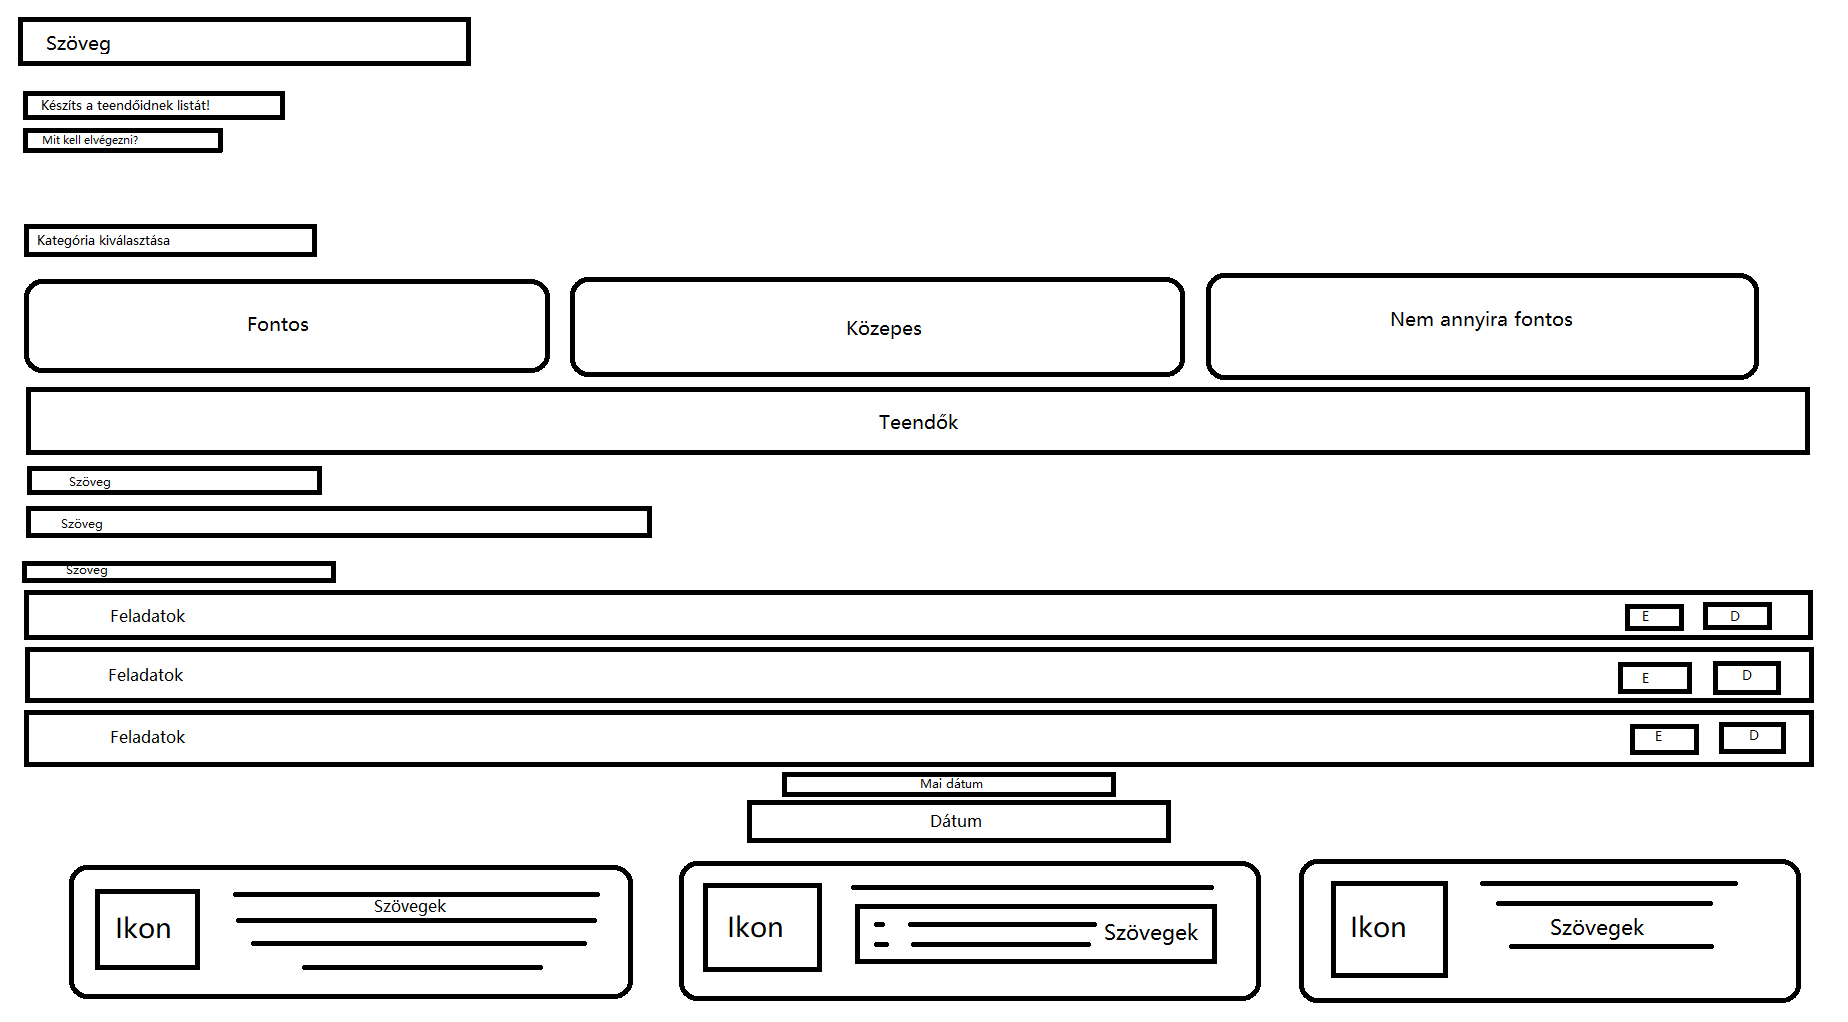 Szöveg
Készíts a teendőidnek listát!
Mit kell elvégezni?
Kategória kiválasztása
Fontos
Közepes
Nem annyira fontos
Teendők
Szöveg
Szöveg
Szöveg
Feladatok
E
D
Feladatok
E
D
Feladatok
E
D
Mai dátum
Dátum
Ikon
Szövegek
Ikon
Szövegek
Ikon
Szövegek